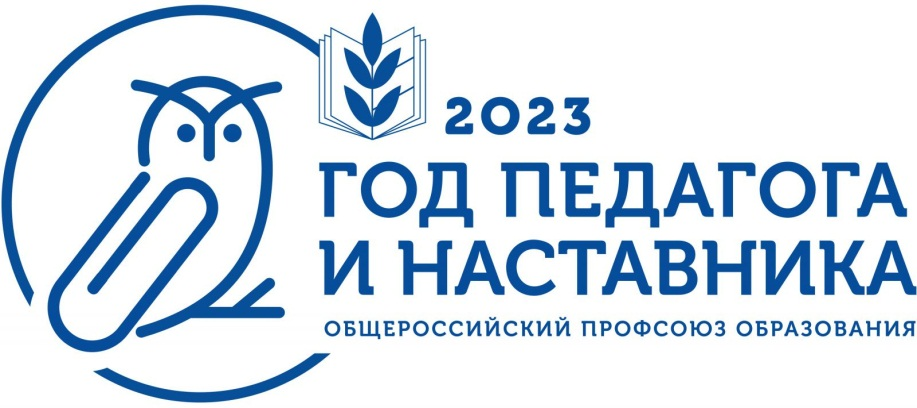 2023
ГОД ПЕДАГОГА
И НАСТАВНИКА
ОБЩЕРОССИЙСКИЙ ПРОФСОЮЗ ОБРАЗОВАНИЯ